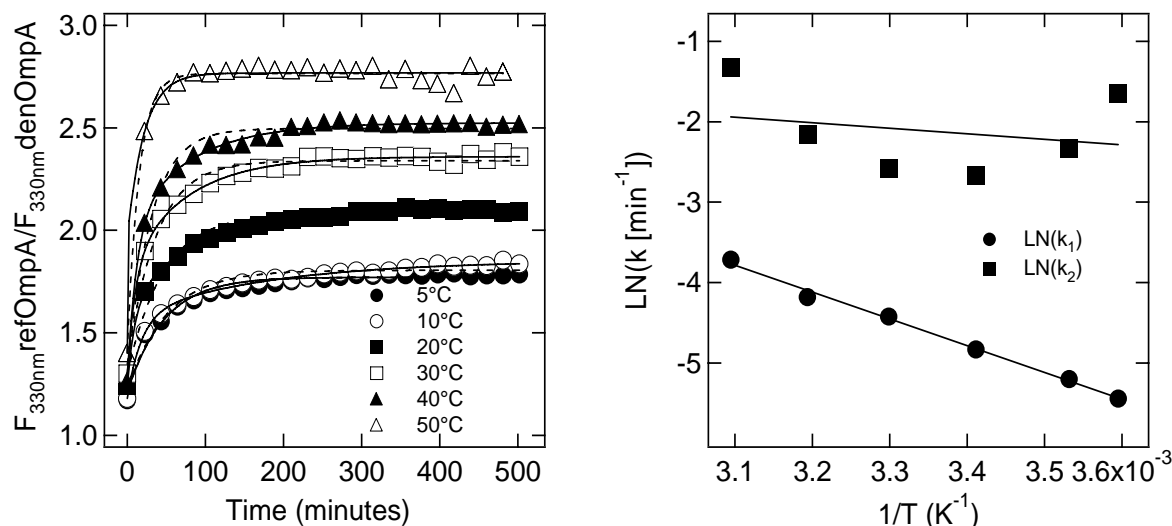 F330nmrefOmpA/F330nmdenOmpA
3.0
2.5
2.0
1.5
1.0
5°C
10°C
20°C
30°C
40°C
50°C
0 100 200 300 400 500
Time (minutes)
LN(k [min-1])
-1
-2
-3
-4
-5
LN(k1)
LN(k2)
3.1 3.2 3.3 3.4 3.5 3.6x10-3
1/T (K-1)